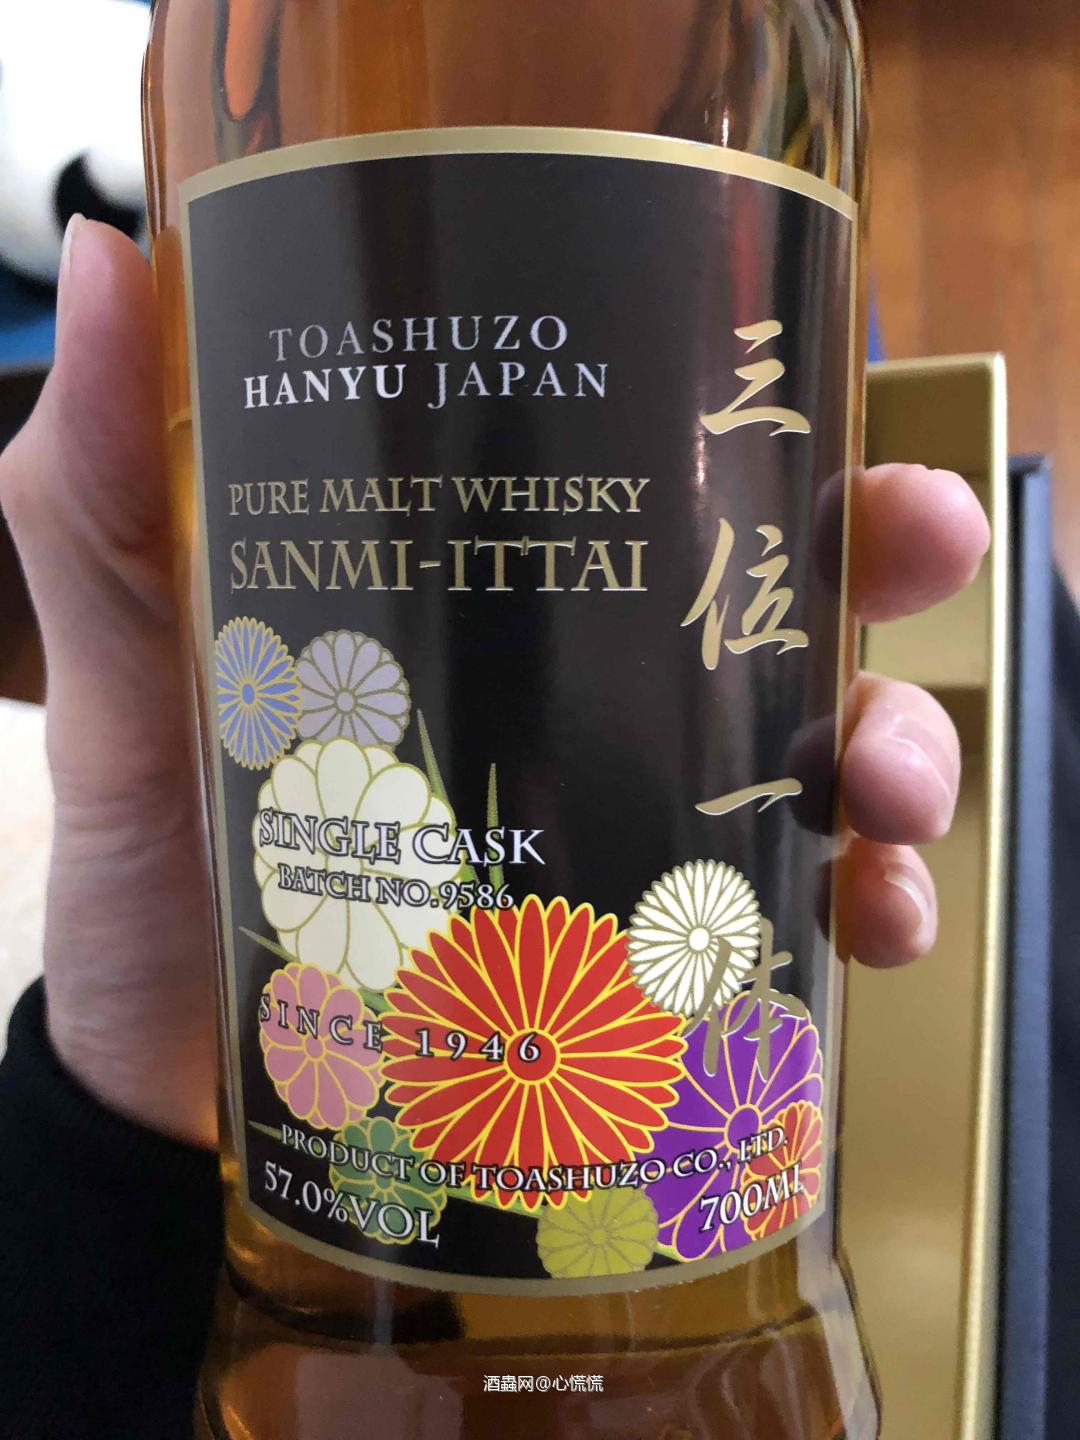 TOASHUZO
HANYU JAPAN
PURE MALT WHISKY
SANMI-ITTAI
三位一体
SINGLE CASK
BATCH NO.9586
SINCE 1946
PRODUCT OF TOASHUZO CO., LTD.
57.0%VOL
700ML
酒蟲网@心慌慌